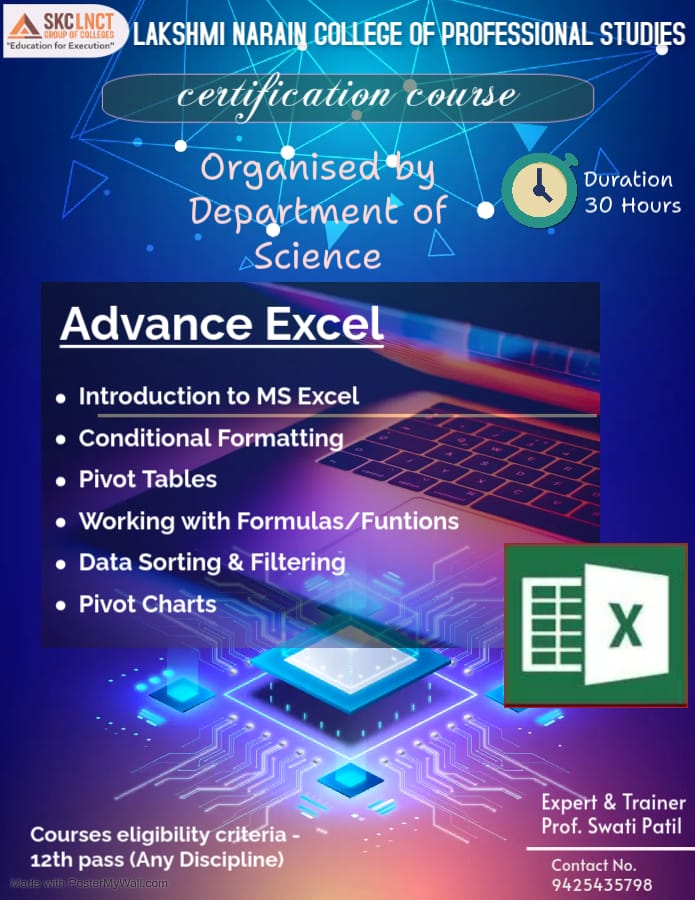 SKC LNCT
GROUP OF COLLEGES
"Education for Execution"
LAKSHMI NARAIN COLLEGE OF PROFESSIONAL STUDIES
certification course
Organised by
Department of
Science
Duration
30 Hours
Advance Excel
• Introduction to MS Excel
• Conditional Formatting
• Pivot Tables
• Working with Formulas/Funtions
• Data Sorting & Filtering
• Pivot Charts
X
Expert & Trainer
Prof. Swati Patil
Courses eligibility criteria -
12th pass (Any Discipline)
Contact No.
9425435798
Made with PosterMyWall.com